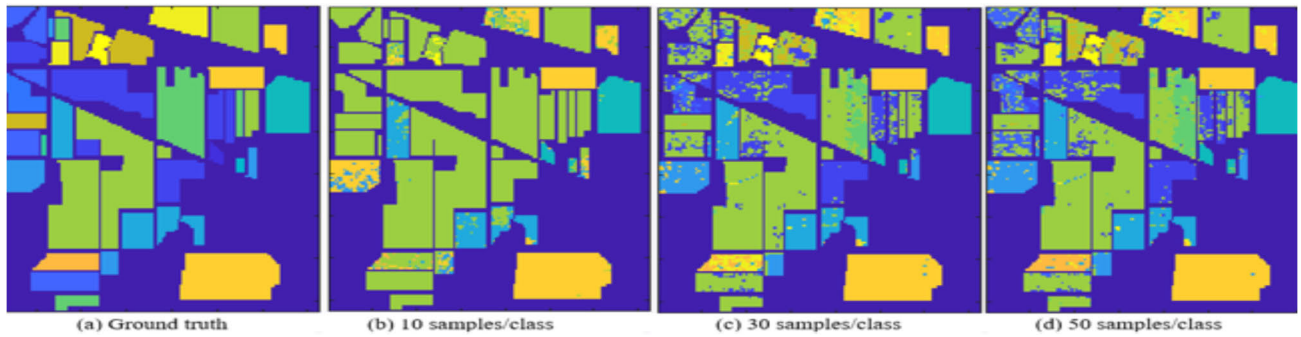 (a) Ground truth
(b) 10 samples/class
(c) 30 samples/class
(d) 50 samples/class